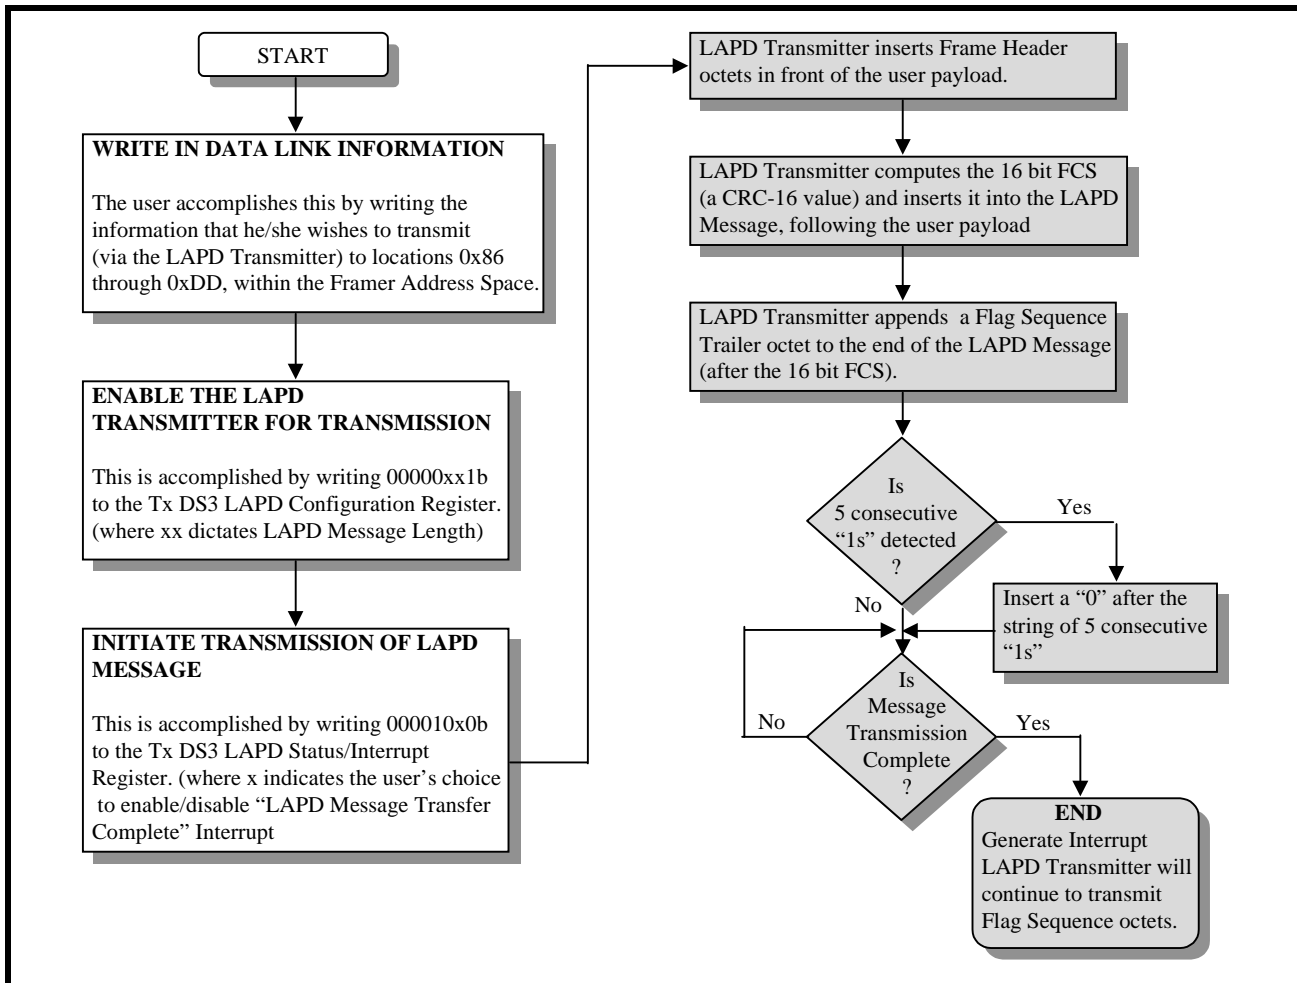 START
WRITE IN DATA LINK INFORMATION
The user accomplishes this by writing the
information that he/she wishes to transmit
(via the LAPD Transmitter) to locations 0x86
through 0xDD, within the Framer Address Space.
ENABLE THE LAPD
TRANSMITTER FOR TRANSMISSION
This is accomplished by writing 00000xx1b
to the Tx DS3 LAPD Configuration Register.
(where xx dictates LAPD Message Length)
INITIATE TRANSMISSION OF LAPD
MESSAGE
This is accomplished by writing 000010x0b
to the Tx DS3 LAPD Status/Interrupt
Register. (where x indicates the user’s choice
to enable/disable “LAPD Message Transfer
Complete” Interrupt
LAPD Transmitter inserts Frame Header
octets in front of the user payload.
LAPD Transmitter computes the 16 bit FCS
(a CRC-16 value) and inserts it into the LAPD
Message, following the user payload
LAPD Transmitter appends a Flag Sequence
Trailer octet to the end of the LAPD Message
(after the 16 bit FCS).
Is
5 consecutive
“1s” detected
?
Yes
No
Insert a “0” after the
string of 5 consecutive
“1s”
Is
Message
Transmission
Complete
?
No
Yes
END
Generate Interrupt
LAPD Transmitter will
continue to transmit
Flag Sequence octets.